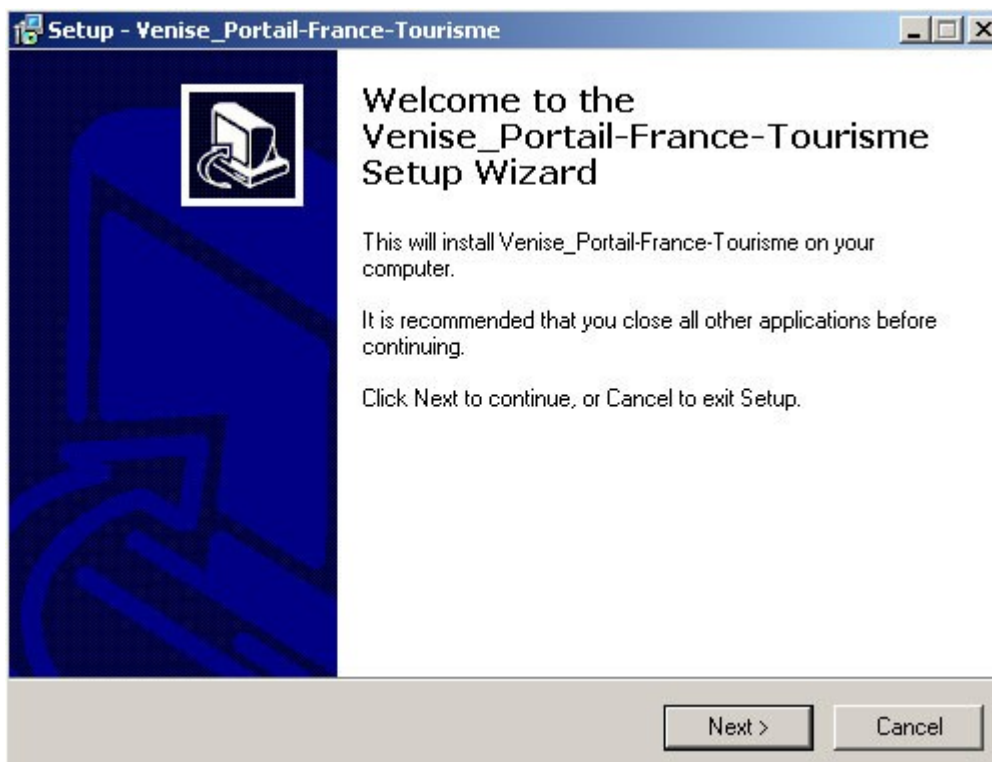 Setup - Venise_Portail-France-Tourisme
Welcome to the
Venise_Portail-France-Tourisme
Setup Wizard
This will install Venise_Portail-France-Tourisme on your
computer.
It is recommended that you close all other applications before
continuing.
Click Next to continue, or Cancel to exit Setup.
Next >
Cancel